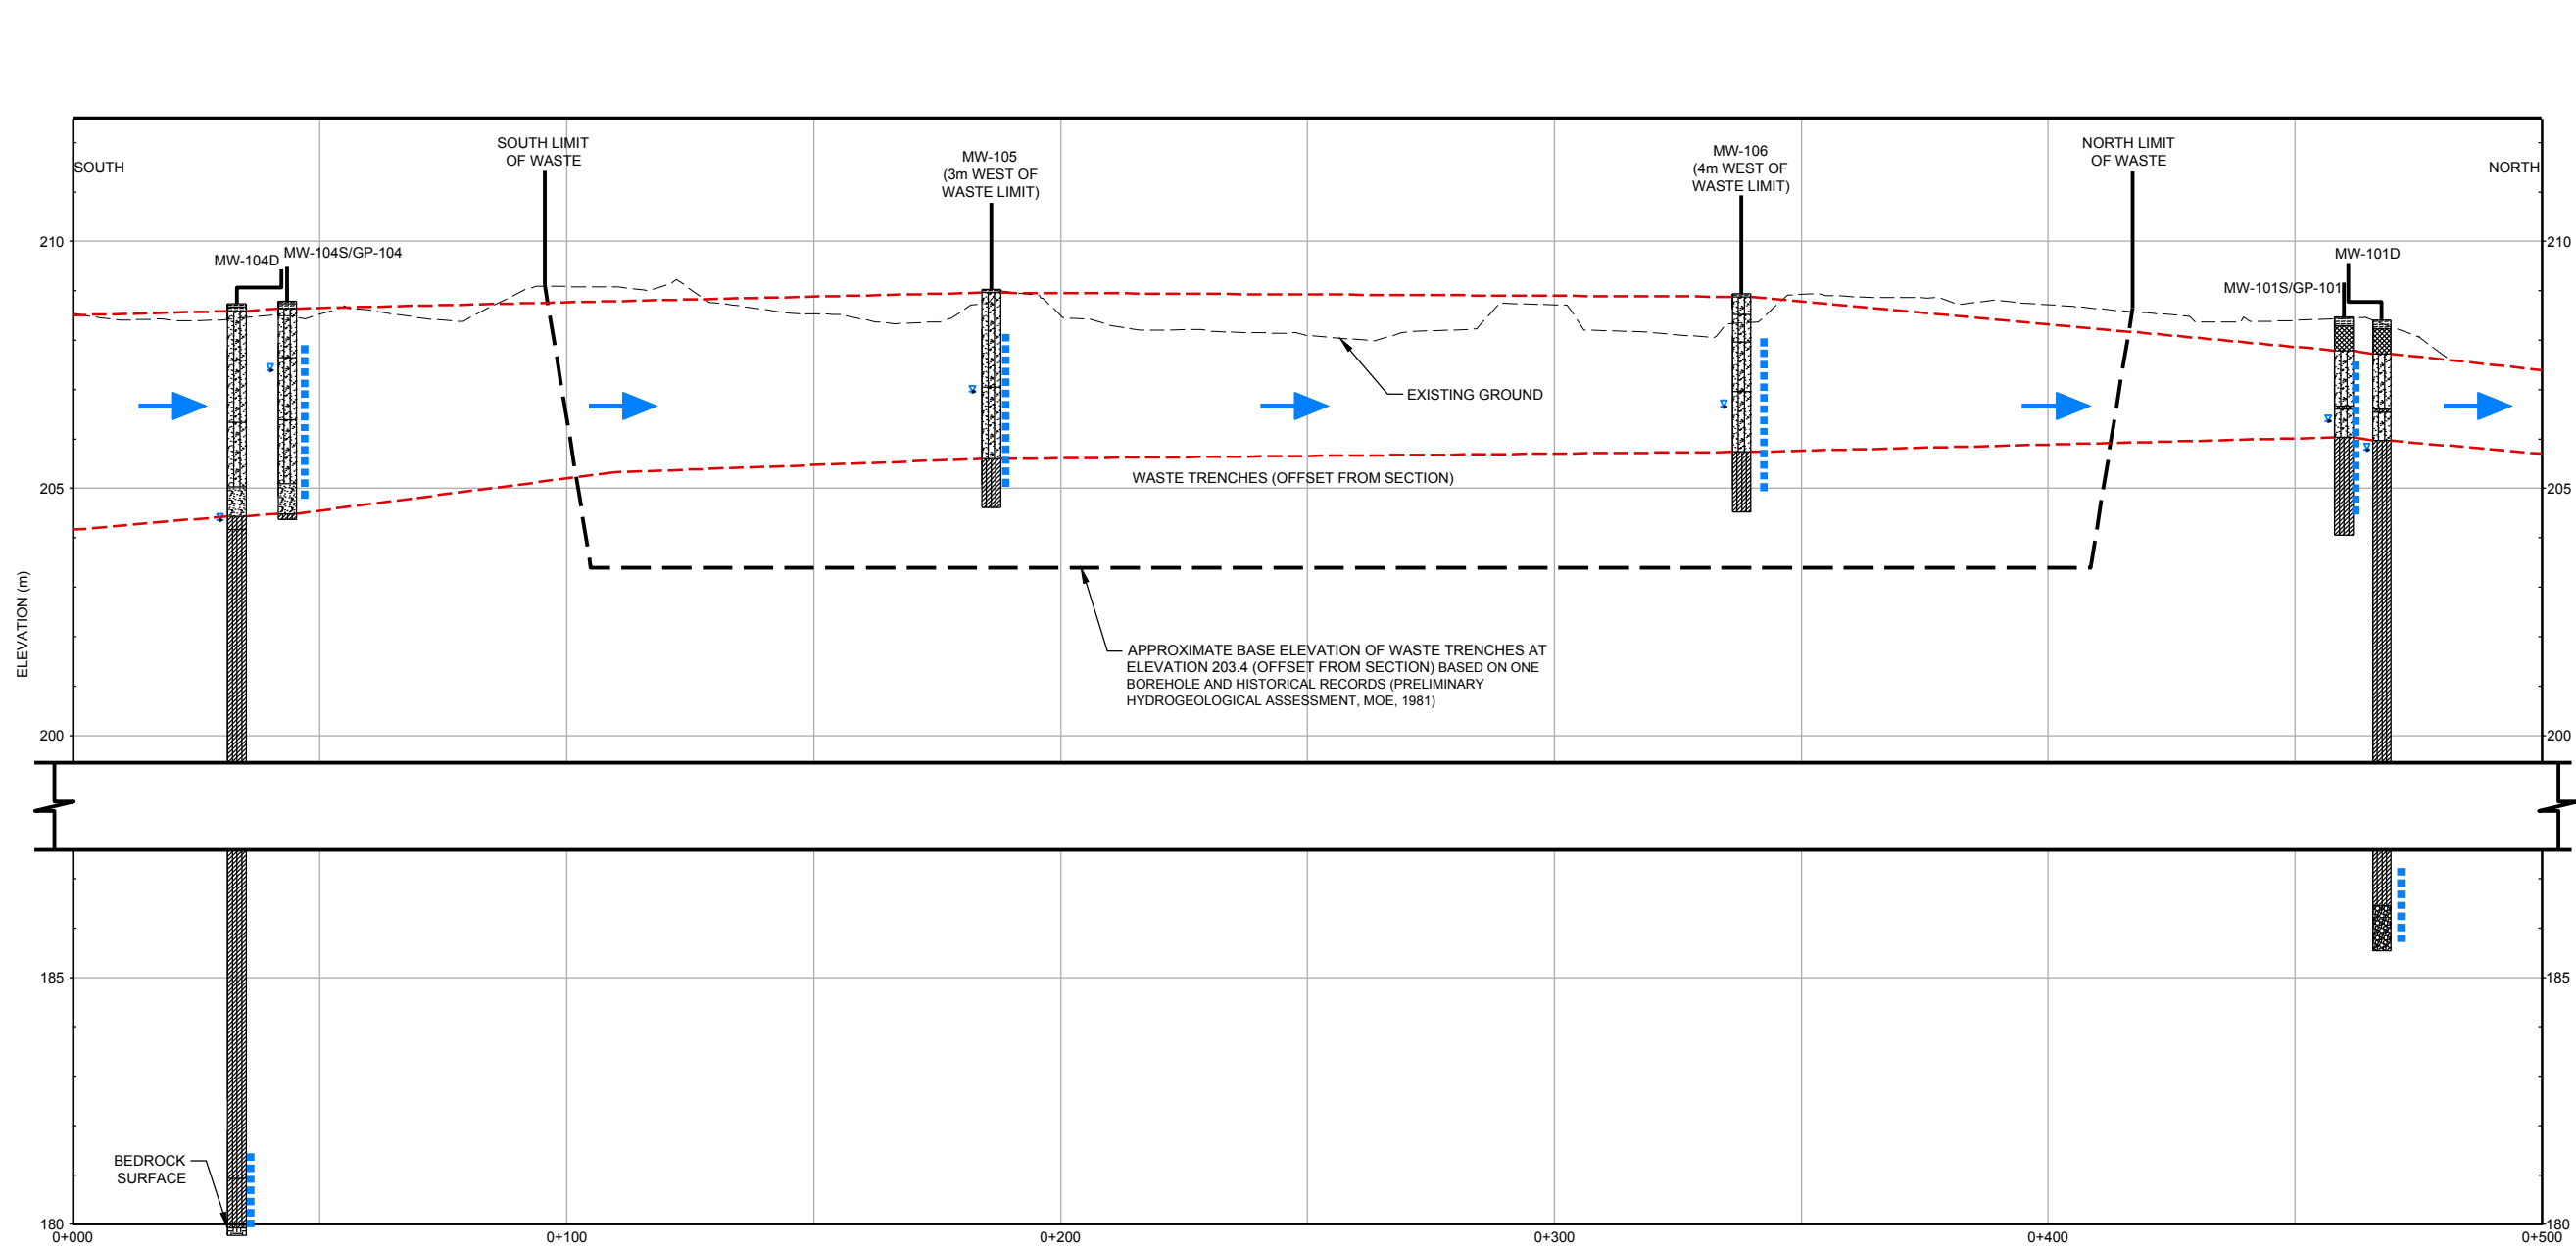 SOUTH
SOUTH LIMIT
OF WASTE
MW-105
(3m WEST OF
WASTE LIMIT)
MW-106
(4m WEST OF
WASTE LIMIT)
NORTH LIMIT
OF WASTE
NORTH
210
MW-104D
MW-104S/GP-104
MW-101D
MW-101S/GP-101
210
EXISTING GROUND
WASTE TRENCHES (OFFSET FROM SECTION)
205
205
ELEVATION (m)
APPROXIMATE BASE ELEVATION OF WASTE TRENCHES AT
ELEVATION 203.4 (OFFSET FROM SECTION) BASED ON ONE
BOREHOLE AND HISTORICAL RECORDS (PRELIMINARY
HYDROGEOLOGICAL ASSESSMENT, MOE, 1981)
200
200
185
185
BEDROCK
SURFACE
180
180
0+000
0+100
0+200
0+300
0+400
0+500